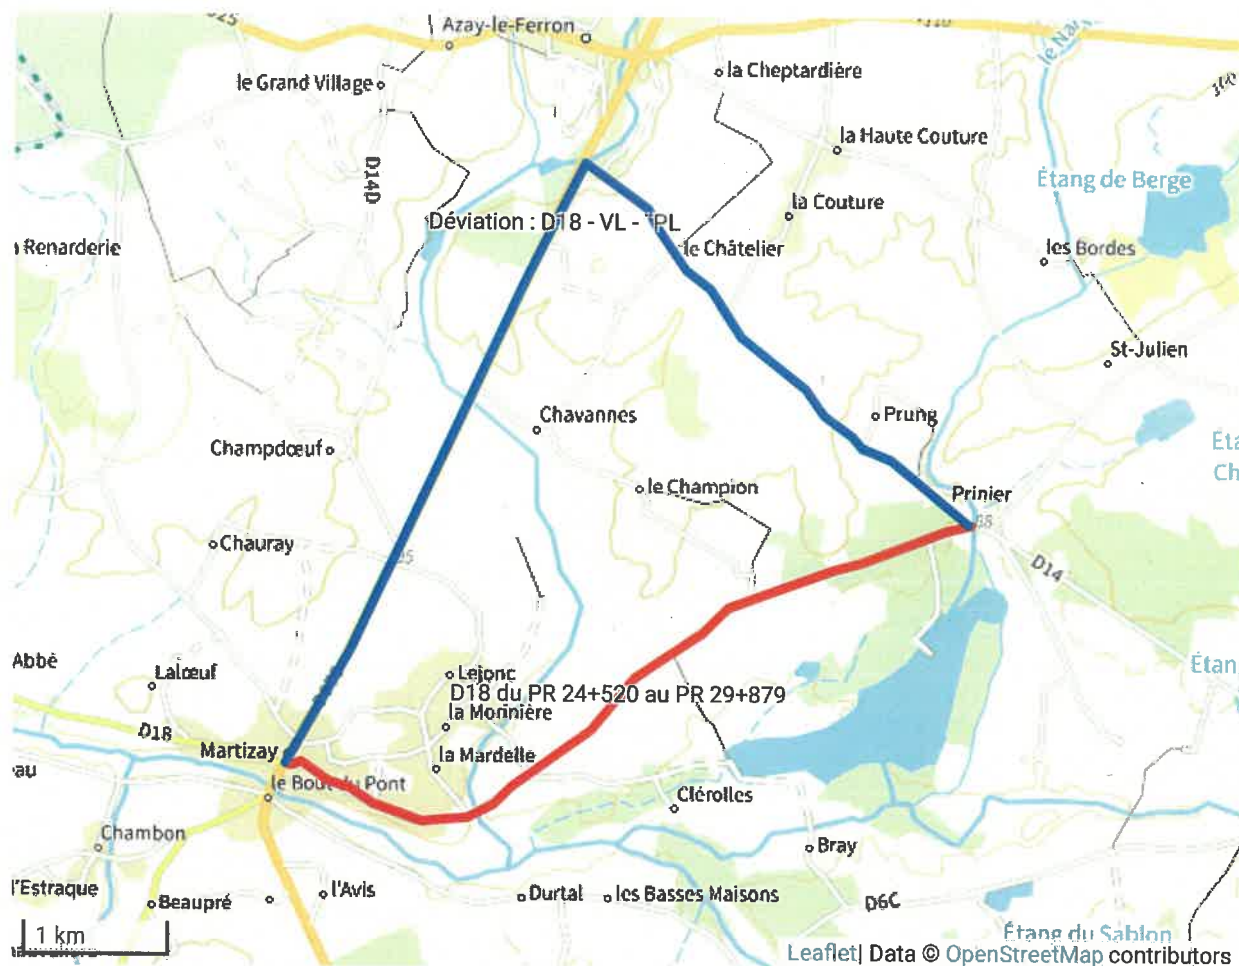 Azay-le-Ferron
la Cheptardière
le Grand Village
la Haute Couture
D14D
Étang de Berge
la Couture
Déviation : D18 - VL - PL
Renarderie
le Châtelier
les Bordes
St-Julien
Chavannes
Prung
Champdœuf
le Champion
Prinier
Chauray
D14
Abbé
Lalœuf
Lejonc
D18 du PR 24+520 au PR 29+879
la Morinière
D18
Martizay
la Mardelle
le Bout du Pont
Clérolles
Chambon
Bray
l'Estraque
Beaupré
l'Avis
Durtal
les Basses Maisons
D6C
1 km
Étang du Sablon
Leaflet| Data © OpenStreetMap contributors